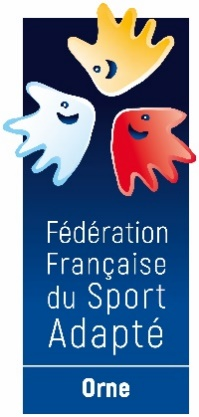 Fédération
Française
du Sport
Adapté
Orne